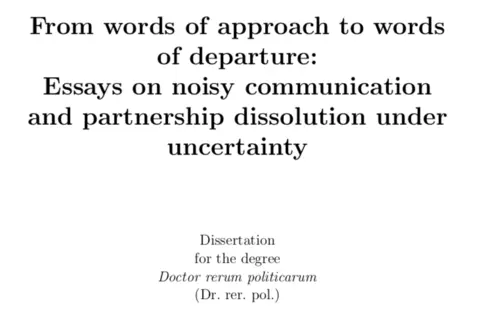 From words of approach to words
of departure:
Essays on noisy communication
and partnership dissolution under
uncertainty
Dissertation
for the degree
Doctor rerum politicarum
(Dr. rer. pol.)